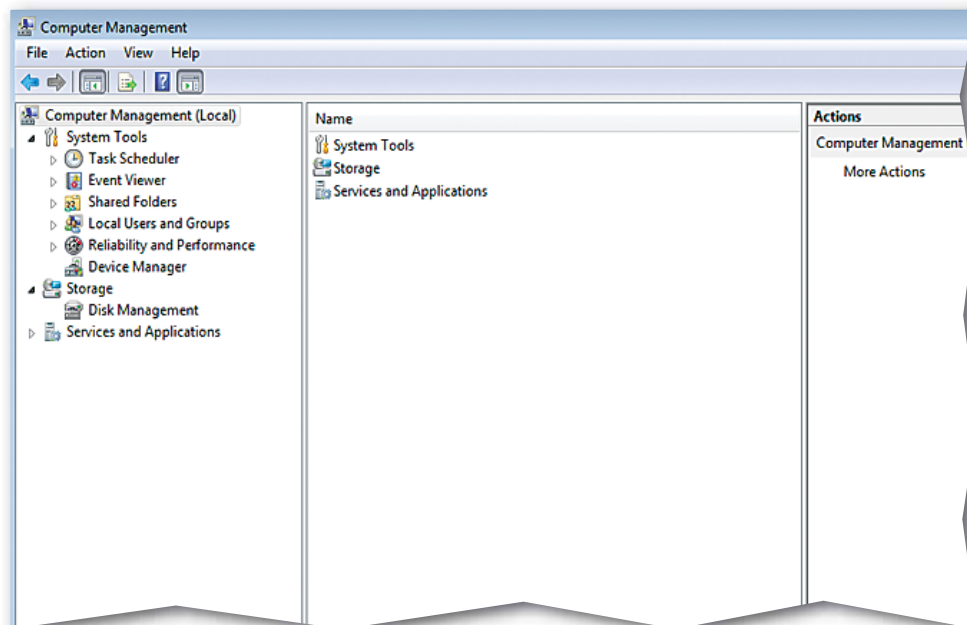 Computer Management
File Action View Help
Computer Management (Local)
System Tools
Task Scheduler
Event Viewer
Shared Folders
Local Users and Groups
Reliability and Performance
Device Manager
Storage
Disk Management
Services and Applications
Name
System Tools
Storage
Services and Applications
Actions
Computer Management
More Actions